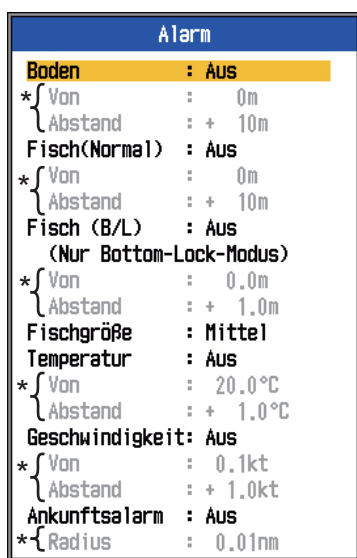 Alarm
Boden : Aus
*{ Von : 0m
Abstand : + 10m
Fisch(Normal) : Aus
*{ Von : 0m
Abstand : + 10m
Fisch (B/L) : Aus
(Nur Bottom-Lock-Modus)
*{ Von : 0.0m
Abstand : + 1.0m
Fischgröße : Mittel
Temperatur : Aus
*{ Von : 20.0°C
Abstand : + 1.0°C
Geschwindigkeit: Aus
*{ Von : 0.1kt
Abstand : + 1.0kt
Ankunftsalarm : Aus
*{ Radius : 0.01nm